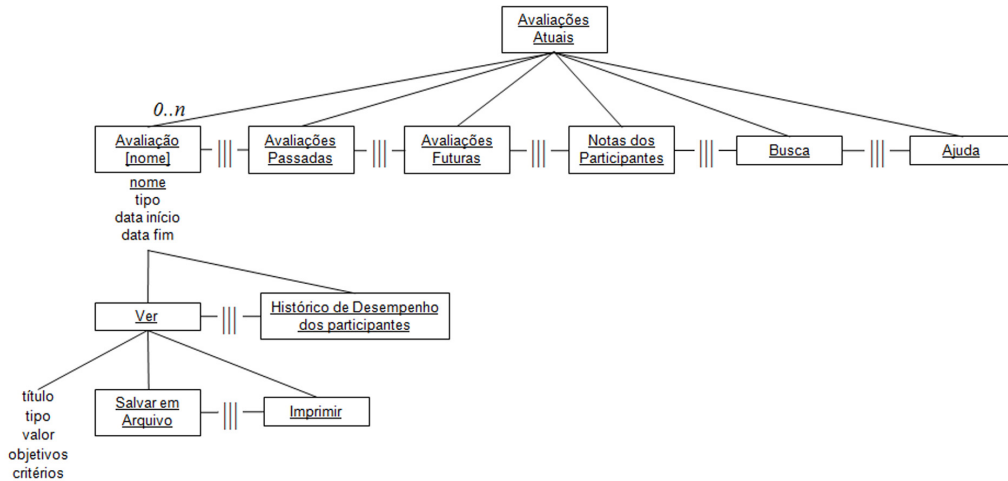 Avaliações
Atuais
0..n
Avaliação
[nome]
Avaliações
Passadas
Avaliações
Futuras
Notas dos
Participantes
Busca
Ajuda
nome
tipo
data início
data fim
Ver
Histórico de Desempenho
dos participantes
título
tipo
valor
objetivos
critérios
Salvar em
Arquivo
Imprimir